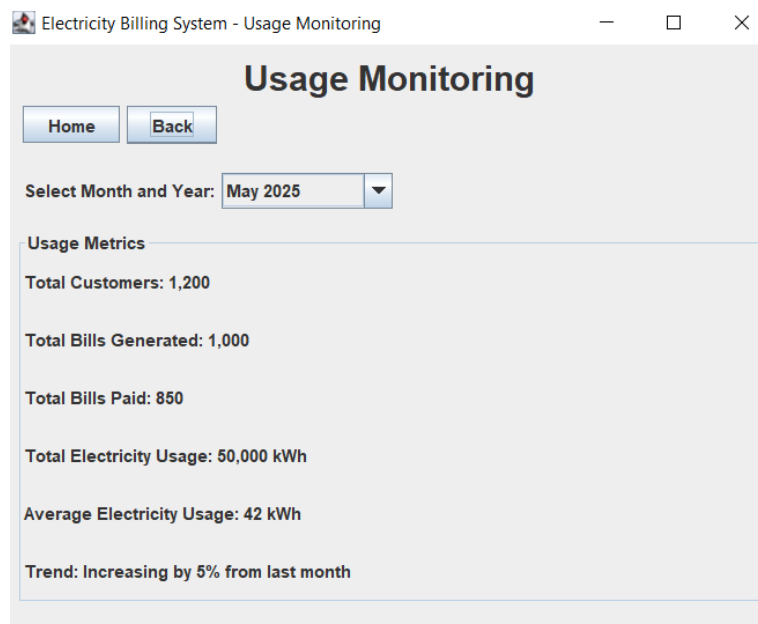 Electricity Billing System - Usage Monitoring
Usage Monitoring
Home Back
Select Month and Year: May 2025
Usage Metrics
Total Customers: 1,200
Total Bills Generated: 1,000
Total Bills Paid: 850
Total Electricity Usage: 50,000 kWh
Average Electricity Usage: 42 kWh
Trend: Increasing by 5% from last month